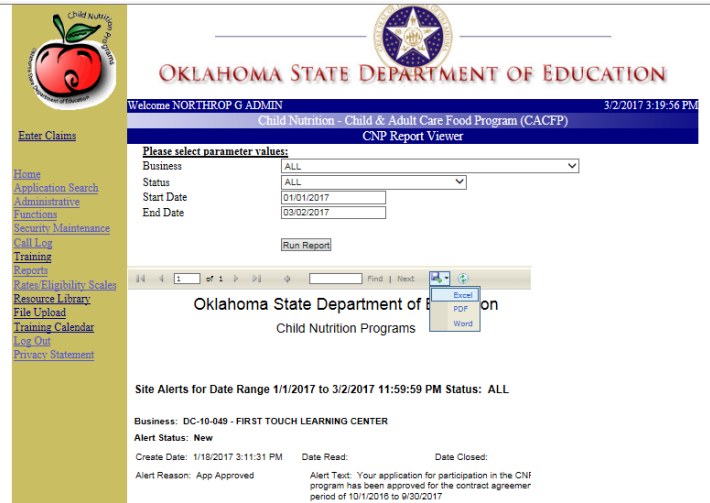 Child Nutrition Programs
OKLAHOMA STATE DEPARTMENT OF EDUCATION
Welcome NORTHROP G ADMIN 3/2/2017 3:19:56 PM
Child Nutrition - Child & Adult Care Food Program (CACFP)
CNP Report Viewer
Enter Claims
Home
Application Search
Administrative
Functions
Security Maintenance
Call Log
Training
Reports
Rates/Eligibility Scales
Resource Library
File Upload
Training Calendar
Log Out
Privacy Statement
Please select parameter values:
Business ALL
Status ALL
Start Date 01/01/2017
End Date 03/02/2017
Run Report
1 of 1 Find | Next
Excel
PDF
Word
Oklahoma State Department of E on
Child Nutrition Programs
Site Alerts for Date Range 1/1/2017 to 3/2/2017 11:59:59 PM Status: ALL
Business: DC-10-049 - FIRST TOUCH LEARNING CENTER
Alert Status: New
Create Date: 1/18/2017 3:11:31 PM Date Read: Date Closed:
Alert Reason: App Approved Alert Text: Your application for participation in the CNP
program has been approved for the contract agreemen
period of 10/1/2016 to 9/30/2017